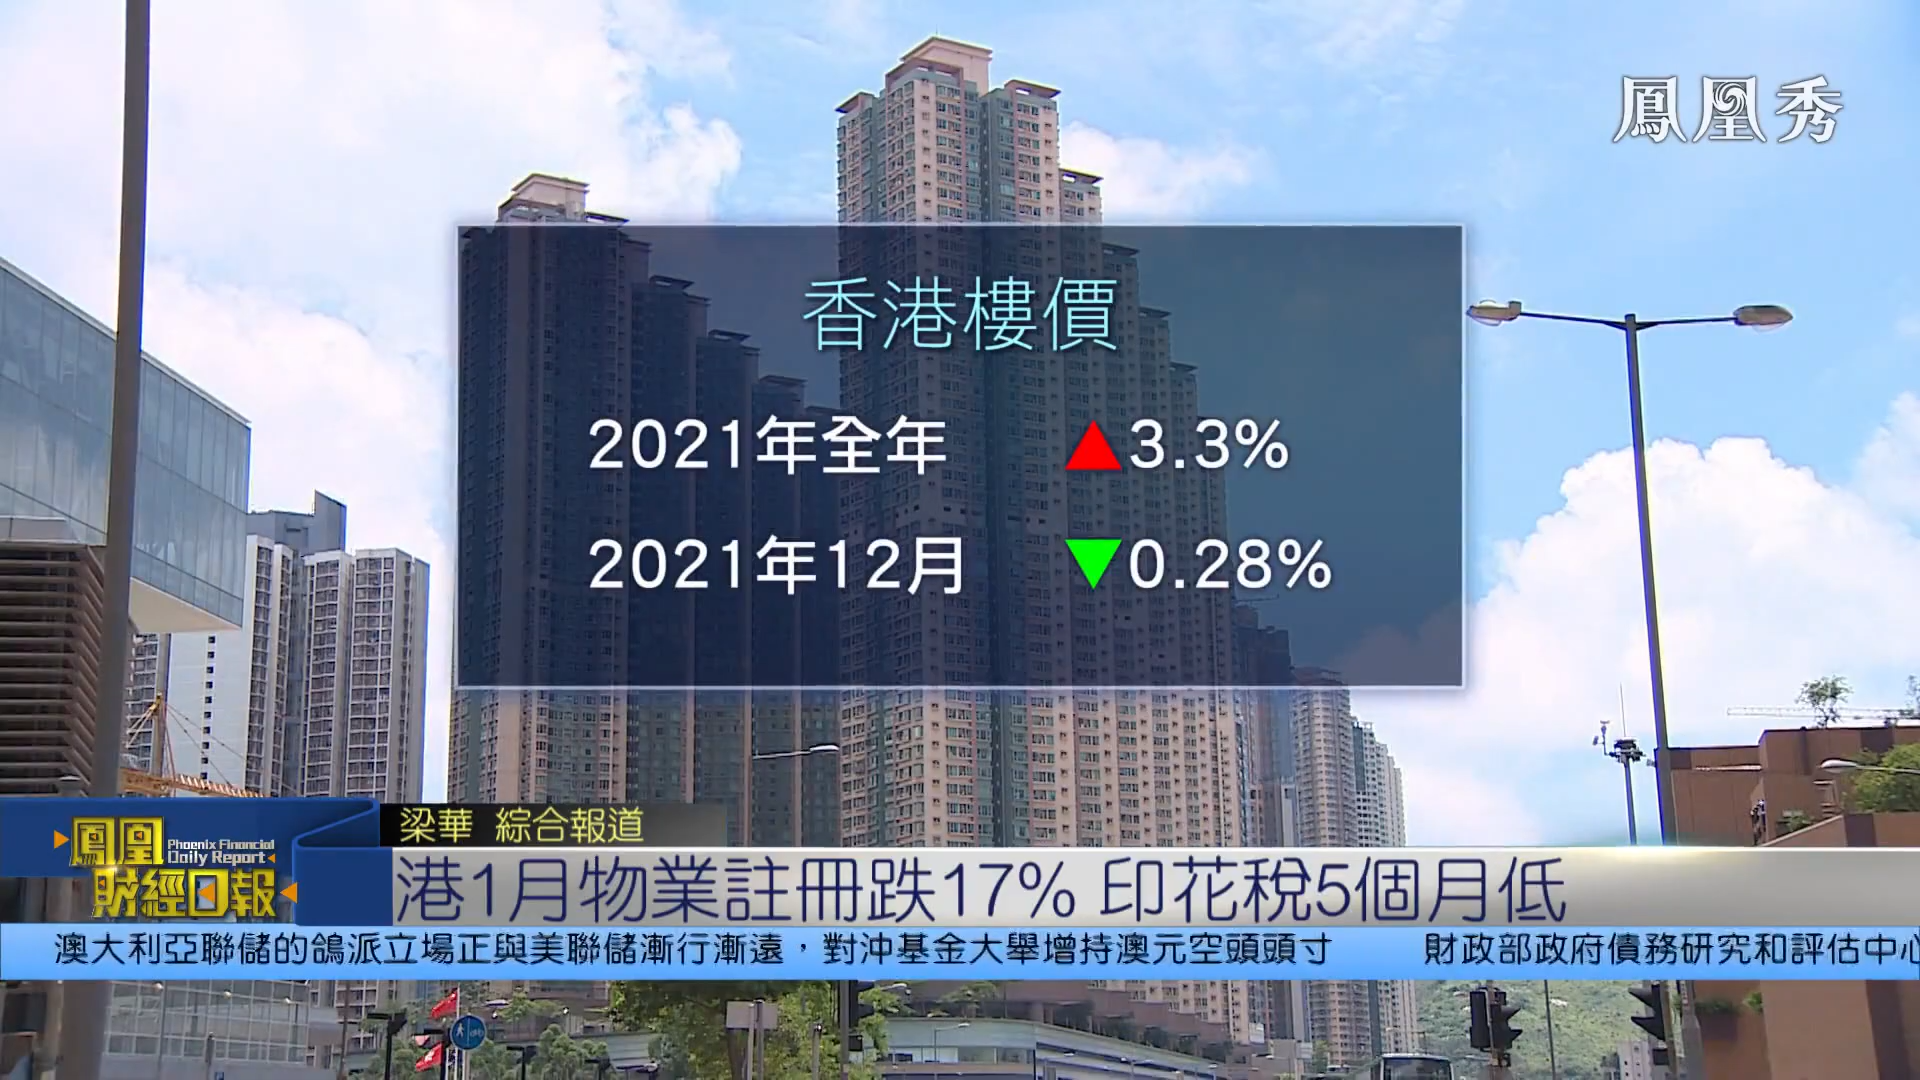 鳳凰秀
香港樓價
2021年全年 ▲3.3%
2021年12月 ▼0.28%
梁華 綜合報道
鳳凰 Phoenix Financial Daily Report
財經日報
港1月物業註冊跌17% 印花稅5個月低
澳大利亞聯儲的鴿派立場正與美聯儲漸行漸遠，對沖基金大舉增持澳元空頭頭寸 財政部政府債務研究和評估中心